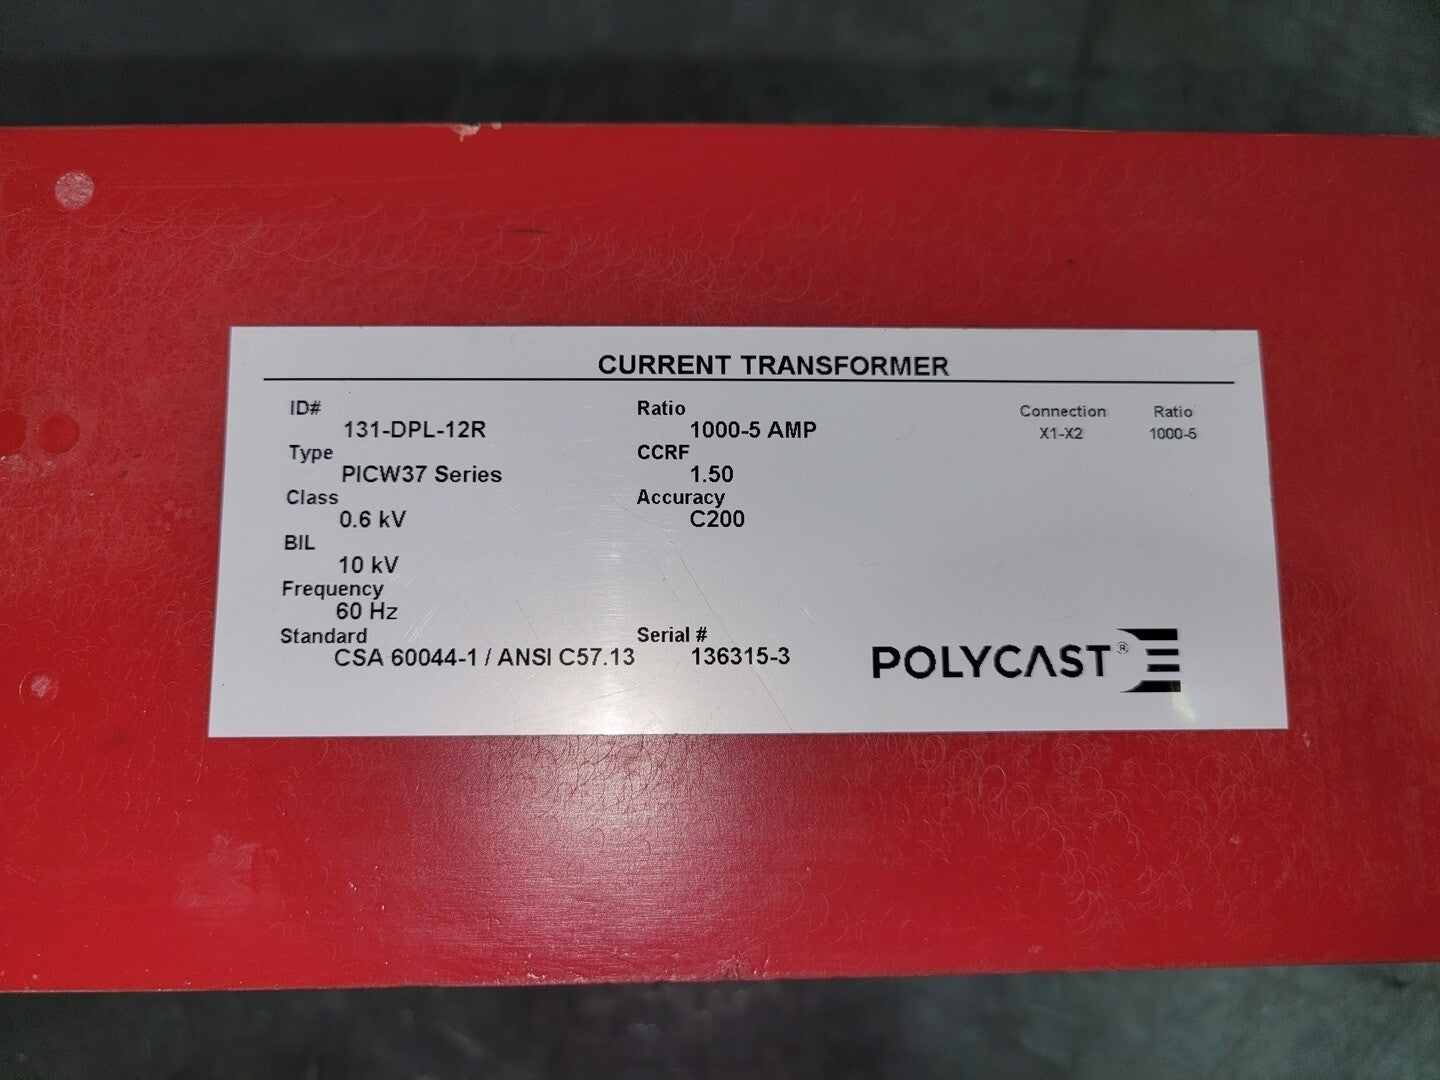 CURRENT TRANSFORMER
ID#
131-DPL-12R
Type
PICW37 Series
Class
0.6 kV
BIL
10 kV
Frequency
60 Hz
Standard
CSA 60044-1 / ANSI C57.13
Ratio
1000-5 AMP
CCRF
1.50
Accuracy
C200
Serial #
136315-3
Connection Ratio
X1-X2 1000-5
POLYCAST®